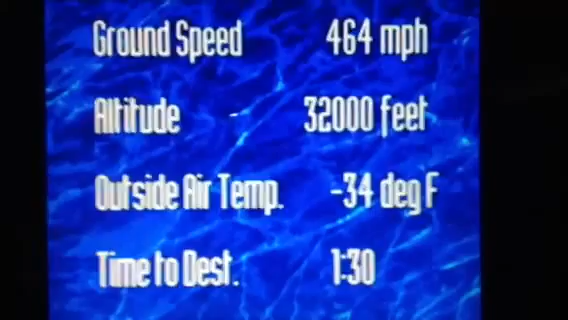 Ground Speed 464 mph
Altitude 32000 feet
Outside Air Temp. -34 deg F
Time to Dest. 1:30